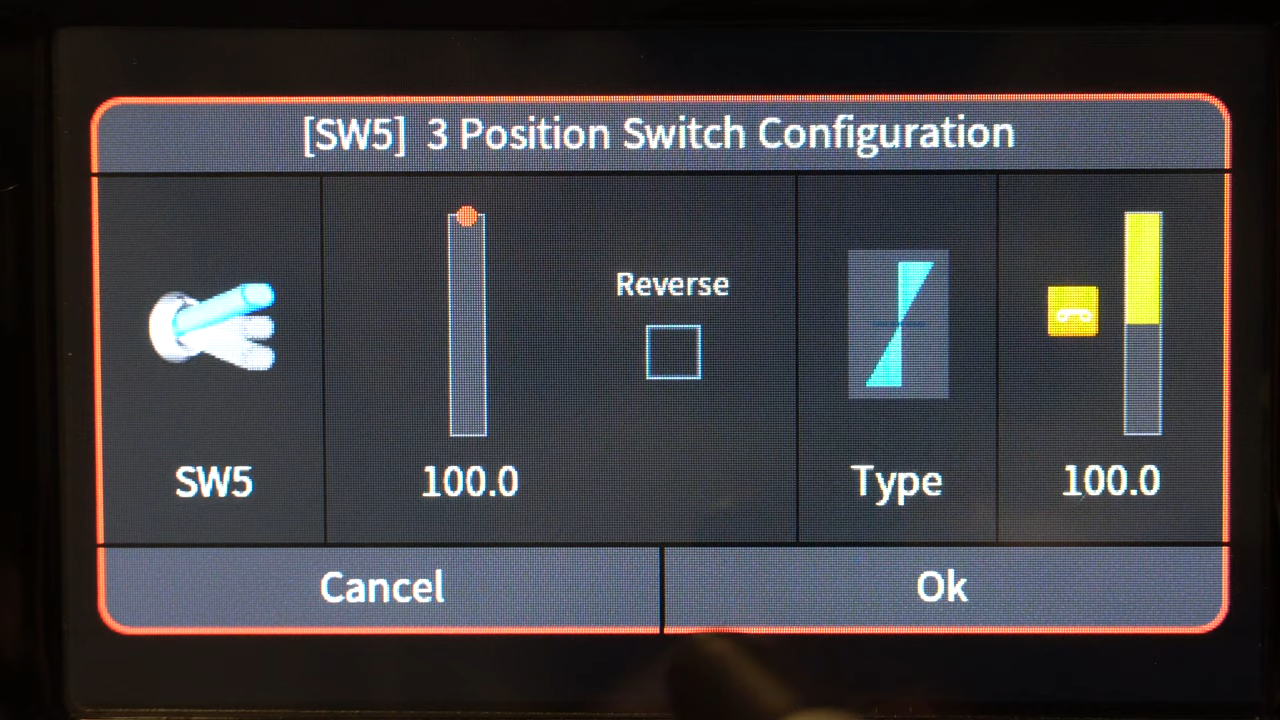 [SW5] 3 Position Switch Configuration
Reverse
SW5
100.0
Type
100.0
Cancel
Ok